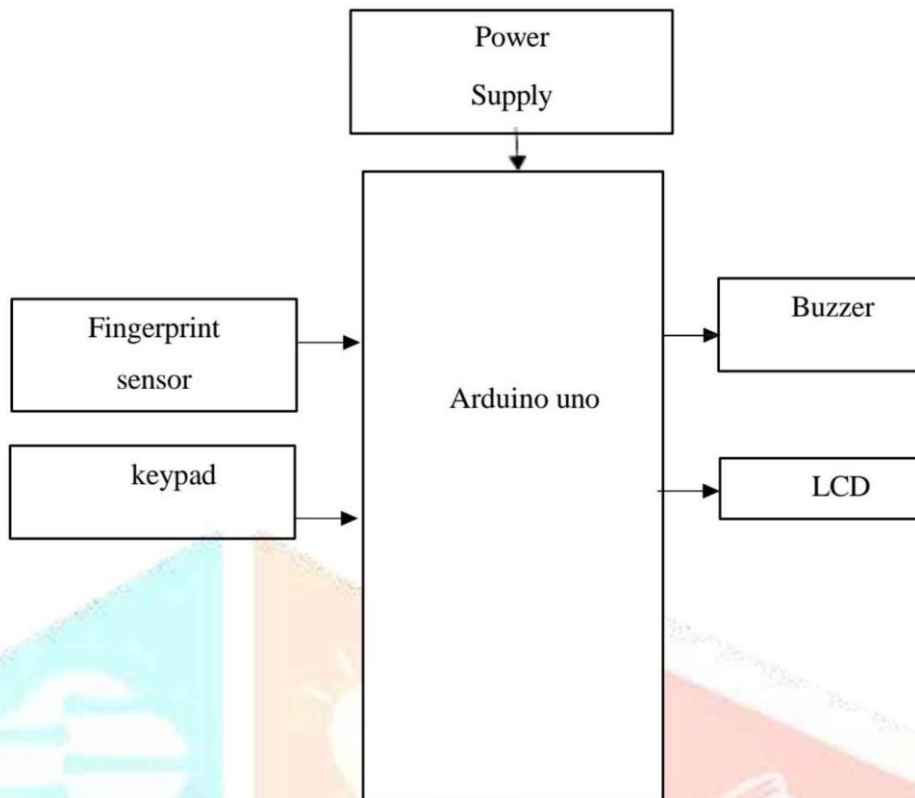 Power
Supply
Fingerprint
sensor
keypad
Arduino uno
Buzzer
LCD